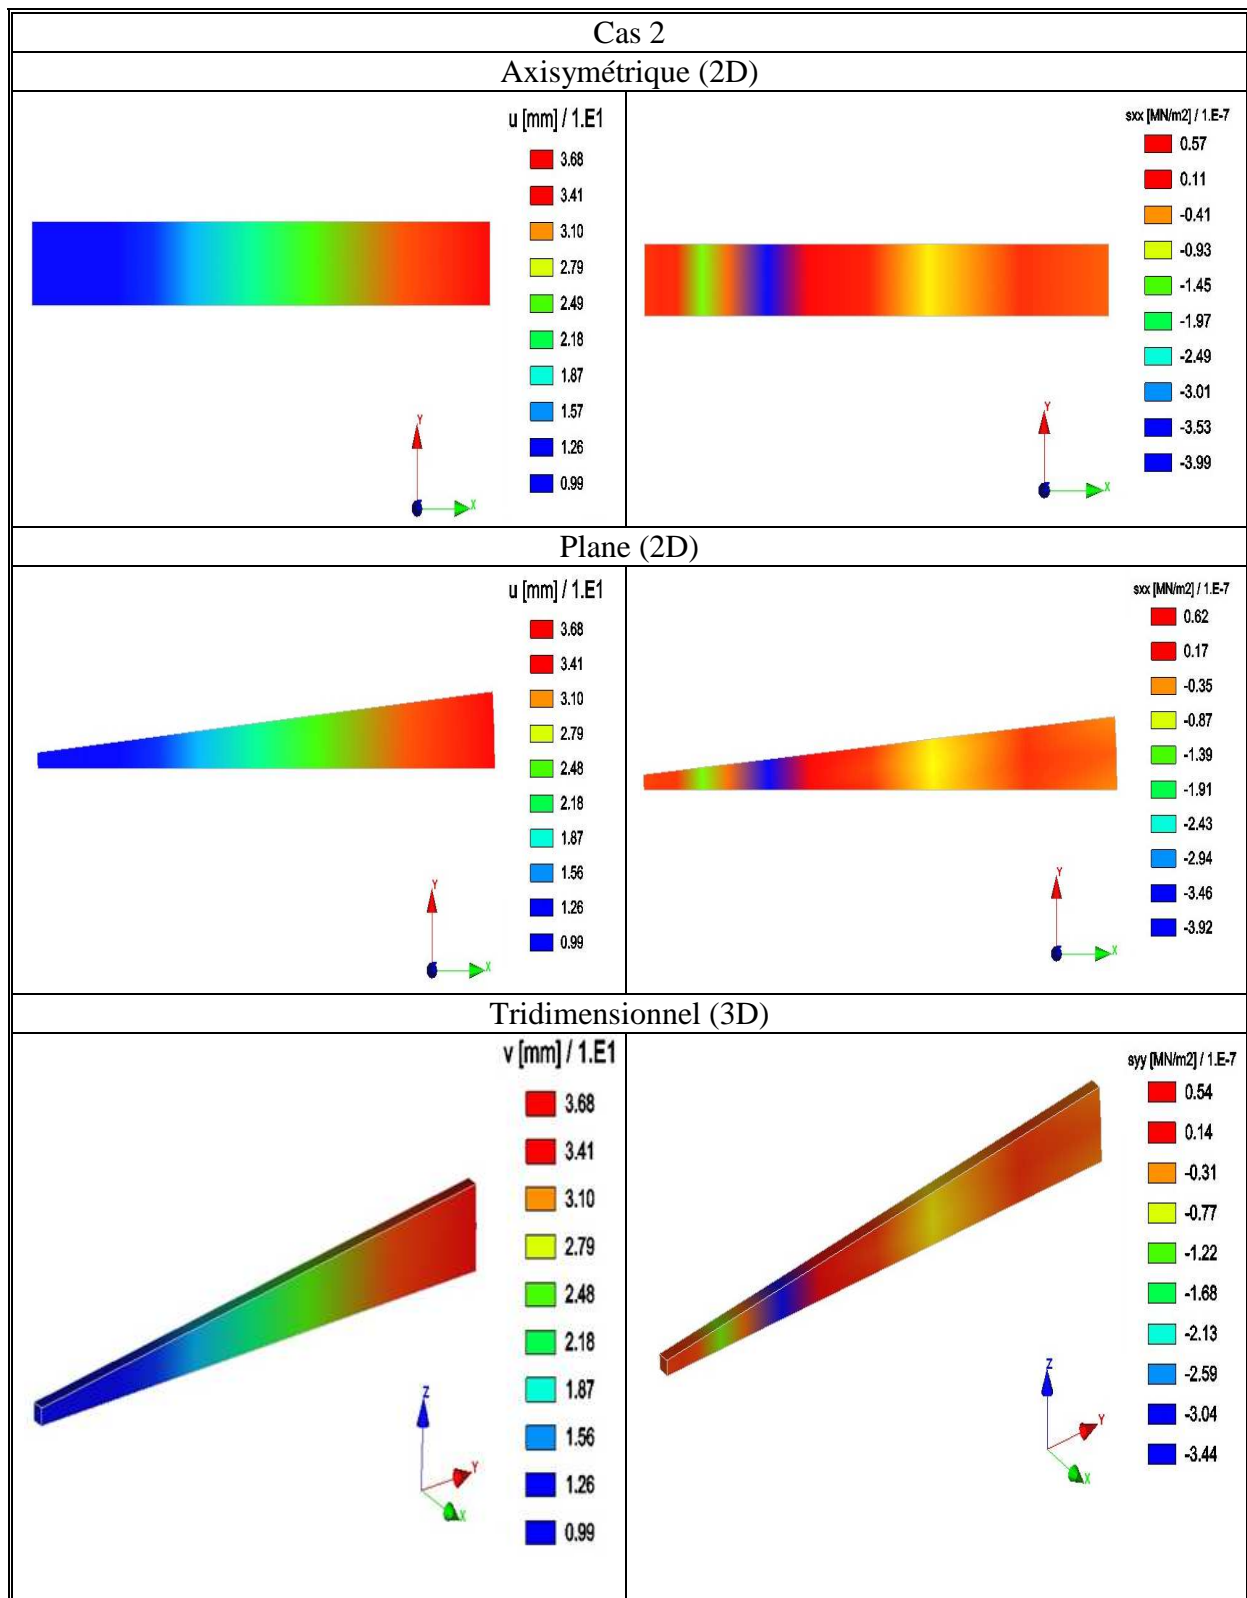 Cas 2
Axisymétrique (2D)
u [mm] / 1.E1
3.68
3.41
3.10
2.79
2.49
2.18
1.87
1.57
1.26
0.99
Y
X
sxx [MN/m2] / 1.E-7
0.57
0.11
-0.41
-0.93
-1.45
-1.97
-2.49
-3.01
-3.53
-3.99
Y
X
Plane (2D)
u [mm] / 1.E1
3.68
3.41
3.10
2.79
2.48
2.18
1.87
1.56
1.26
0.99
Y
X
sxx [MN/m2] / 1.E-7
0.62
0.17
-0.35
-0.87
-1.39
-1.91
-2.43
-2.94
-3.46
-3.92
Y
X
Tridimensionnel (3D)
v [mm] / 1.E1
3.68
3.41
3.10
2.79
2.48
2.18
1.87
1.56
1.26
0.99
Z
Y
X
syy [MN/m2] / 1.E-7
0.54
0.14
-0.31
-0.77
-1.22
-1.68
-2.13
-2.59
-3.04
-3.44
Z
Y
X